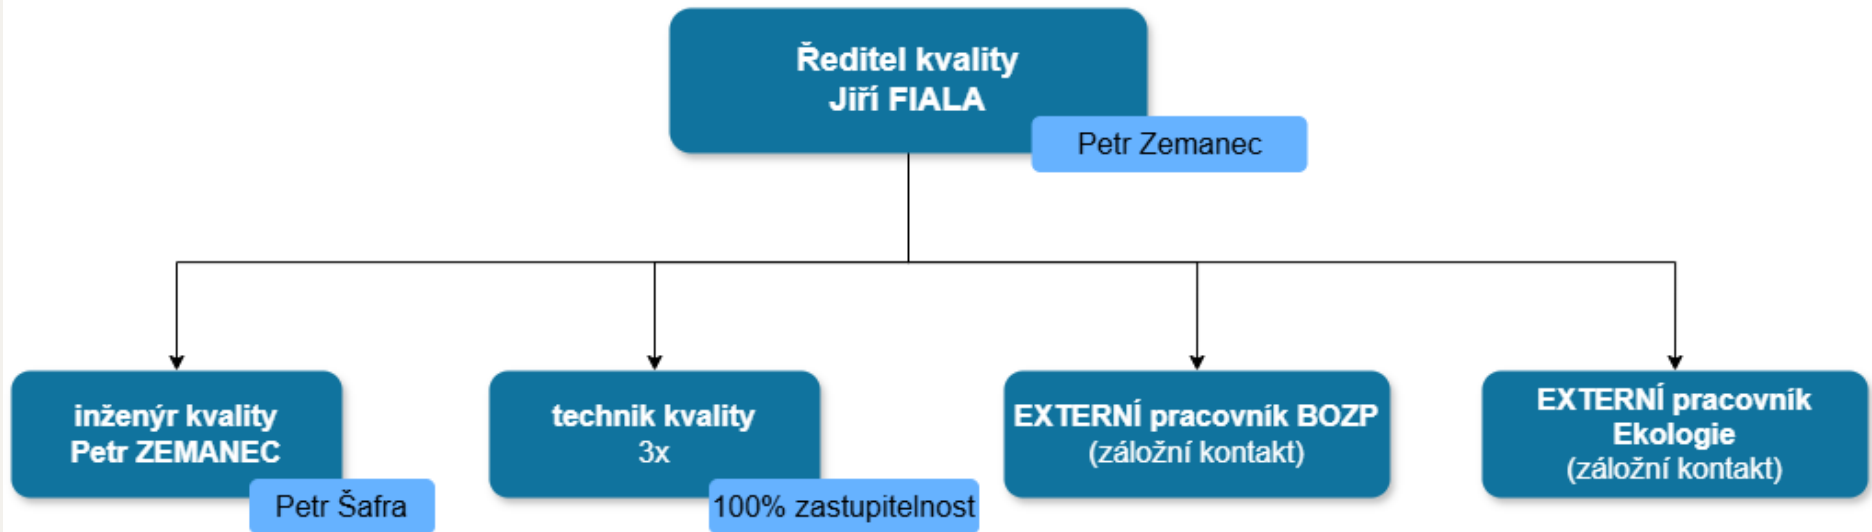 Ředitel kvality
Jiří FIALA
Petr Zemanec
inženýr kvality
Petr ZEMANEC
Petr Šafra
technik kvality
3x
100% zastupitelnost
EXTERNÍ pracovník BOZP
(záložní kontakt)
EXTERNÍ pracovník
Ekologie
(záložní kontakt)